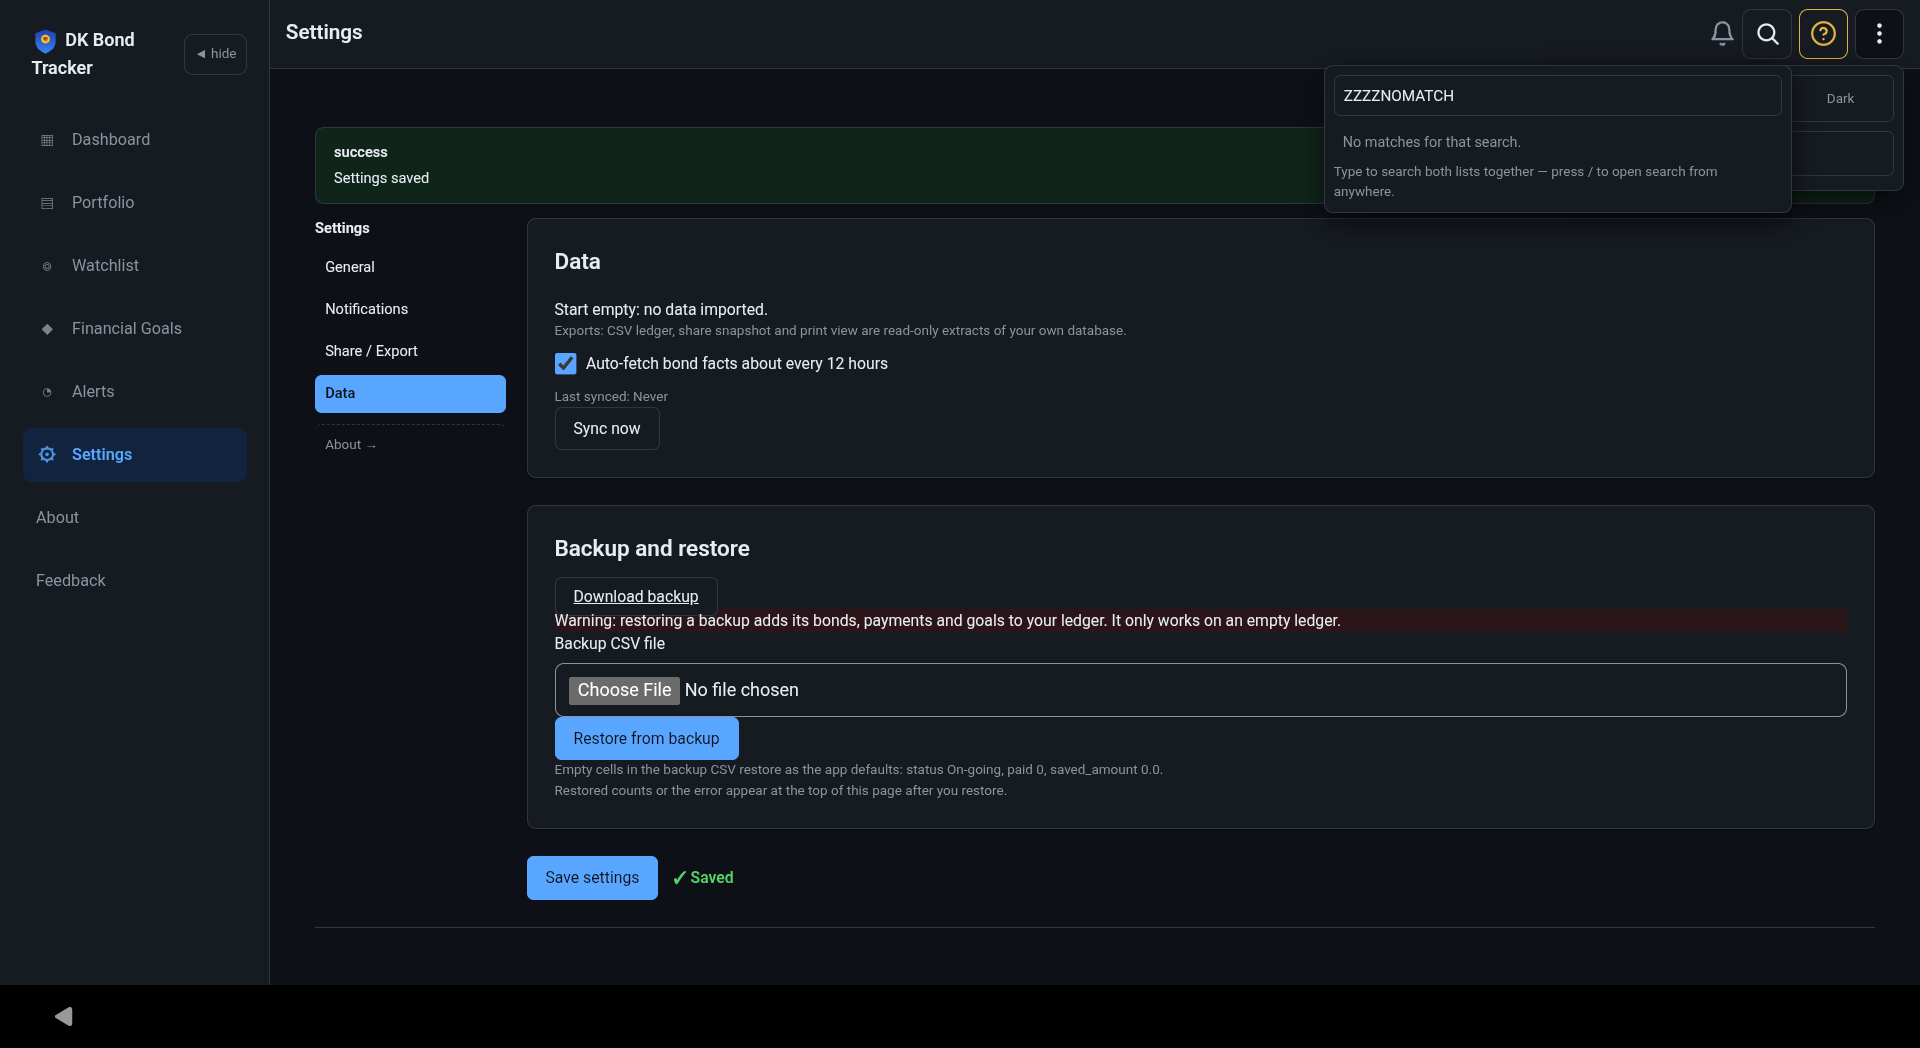 DK Bond
Tracker
◄ hide
Dashboard
Portfolio
Watchlist
Financial Goals
Alerts
Settings
About
Feedback
Settings
?
ZZZZNOMATCH
No matches for that search.
Type to search both lists together — press / to open search from
anywhere.
Dark
success
Settings saved
Settings
General
Notifications
Share / Export
Data
About →
Data
Start empty: no data imported.
Exports: CSV ledger, share snapshot and print view are read-only extracts of your own database.
Auto-fetch bond facts about every 12 hours
Last synced: Never
Sync now
Backup and restore
Download backup
Warning: restoring a backup adds its bonds, payments and goals to your ledger. It only works on an empty ledger.
Backup CSV file
Choose File No file chosen
Restore from backup
Empty cells in the backup CSV restore as the app defaults: status On-going, paid 0, saved_amount 0.0.
Restored counts or the error appear at the top of this page after you restore.
Save settings ✓ Saved